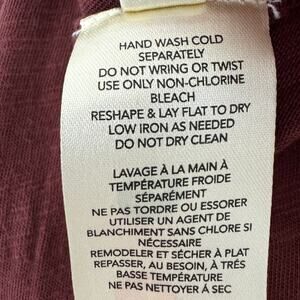 HAND WASH COLD
SEPARATELY
DO NOT WRING OR TWIST
USE ONLY NON-CHLORINE
BLEACH
RESHAPE & LAY FLAT TO DRY
LOW IRON AS NEEDED
DO NOT DRY CLEAN
LAVAGE À LA MAIN À
TEMPÉRATURE FROIDE
SÉPARÉMENT
NE PAS TORDRE OU ESSORER
UTILISER UN AGENT DE
BLANCHIMENT SANS CHLORE SI
NÉCESSAIRE
REMODELER ET SÉCHER À PLAT
REPASSER, AU BESOIN, À TRÉS
BASSE TEMPÉRATURE
NE PAS NETTOYER Á SEC